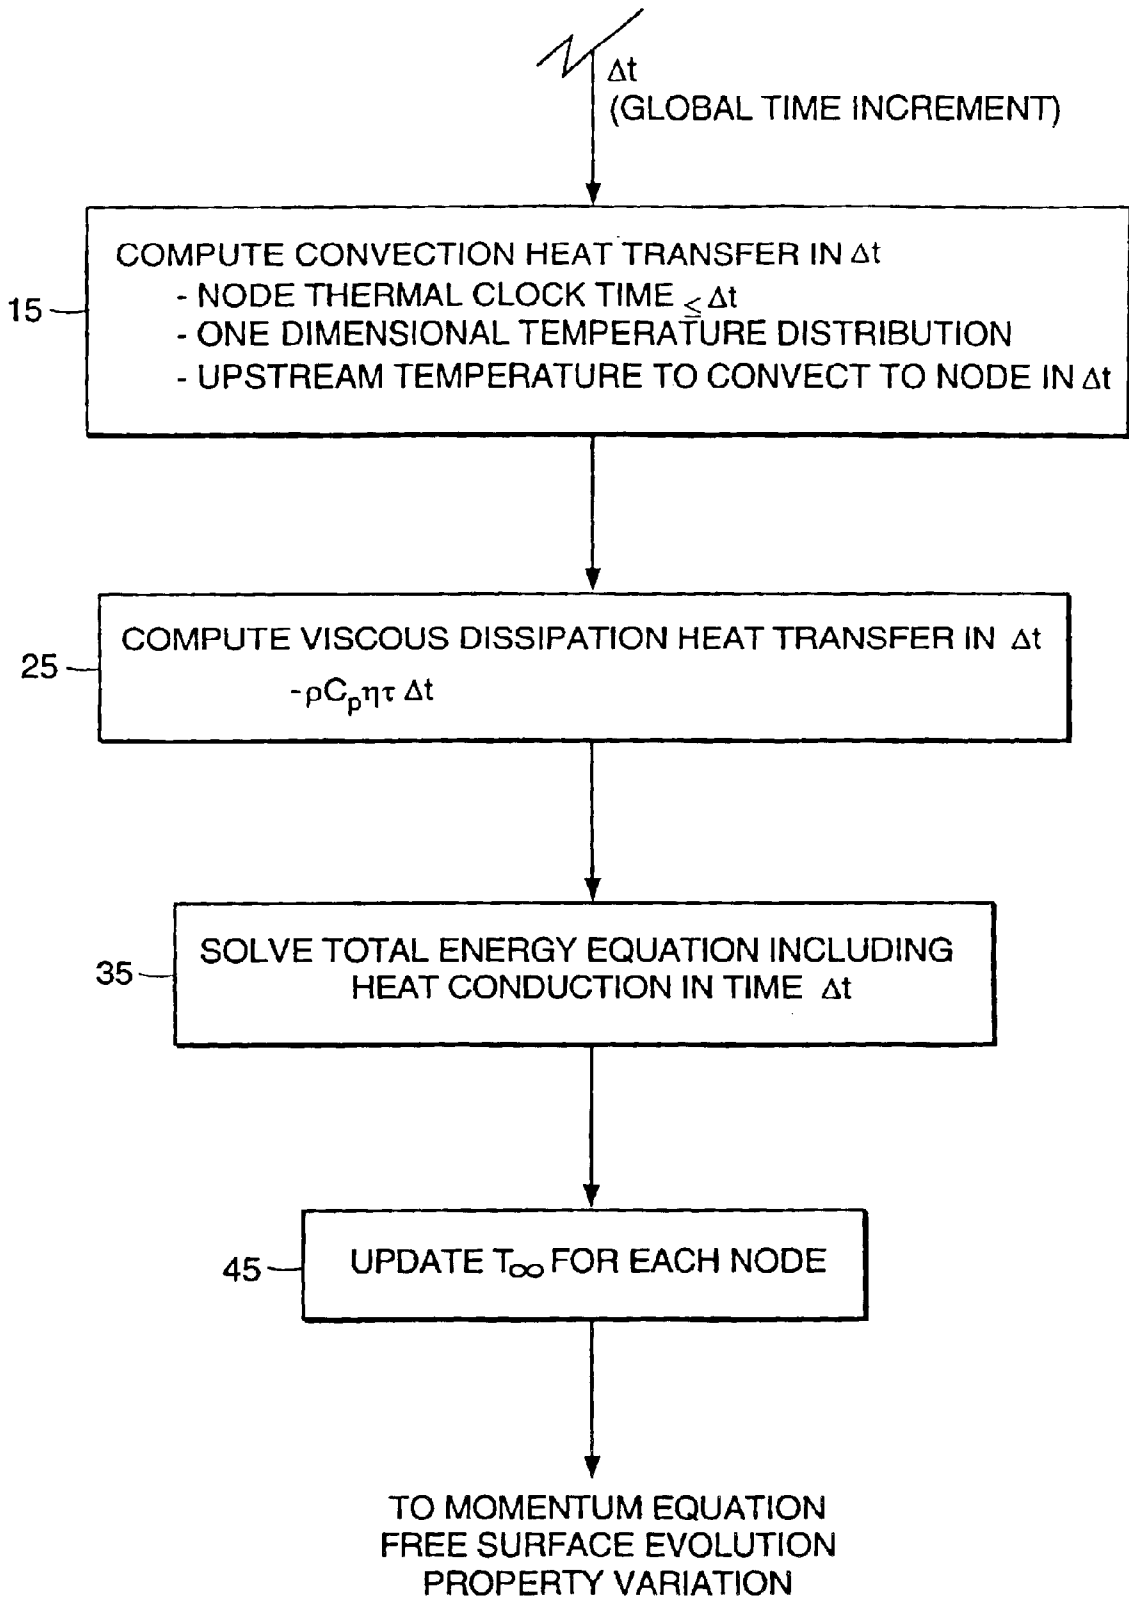 Δt
(GLOBAL TIME INCREMENT)
COMPUTE CONVECTION HEAT TRANSFER IN Δt
- NODE THERMAL CLOCK TIME ≤ Δt
15
- ONE DIMENSIONAL TEMPERATURE DISTRIBUTION
- UPSTREAM TEMPERATURE TO CONVECT TO NODE IN Δt
COMPUTE VISCOUS DISSIPATION HEAT TRANSFER IN Δt
25
-ρCpητ Δt
SOLVE TOTAL ENERGY EQUATION INCLUDING
35
HEAT CONDUCTION IN TIME Δt
45
UPDATE T∞ FOR EACH NODE
TO MOMENTUM EQUATION
FREE SURFACE EVOLUTION
PROPERTY VARIATION